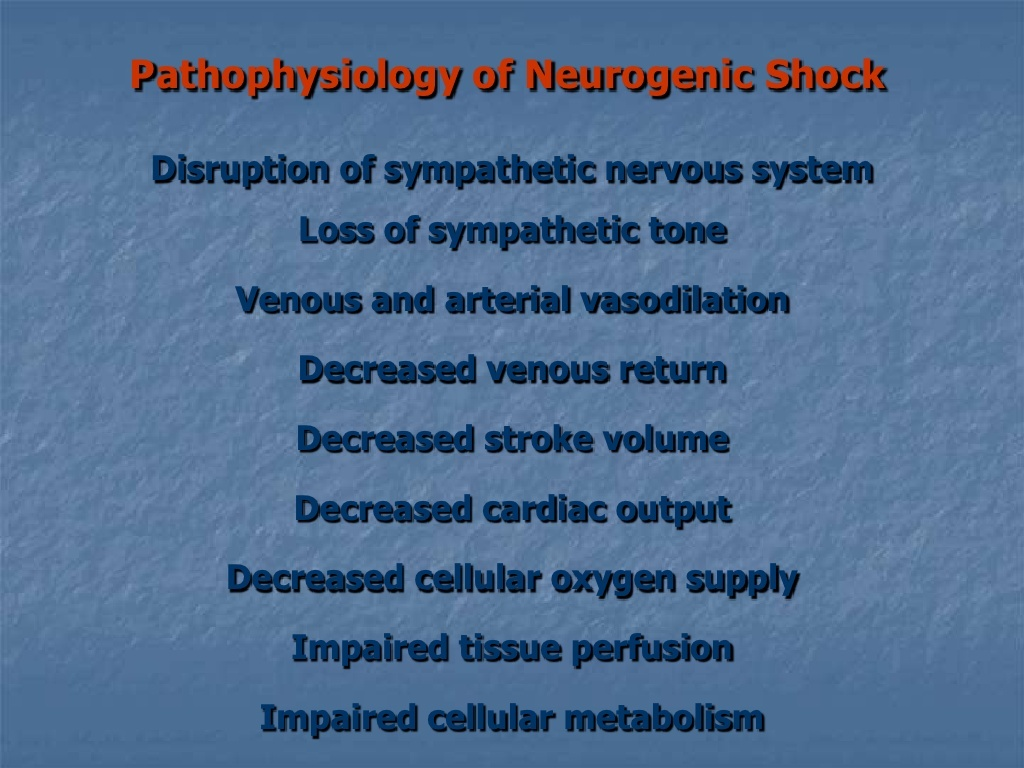 Pathophysiology of Neurogenic Shock
Disruption of sympathetic nervous system
Loss of sympathetic tone
Venous and arterial vasodilation
Decreased venous return
Decreased stroke volume
Decreased cardiac output
Decreased cellular oxygen supply
Impaired tissue perfusion
Impaired cellular metabolism